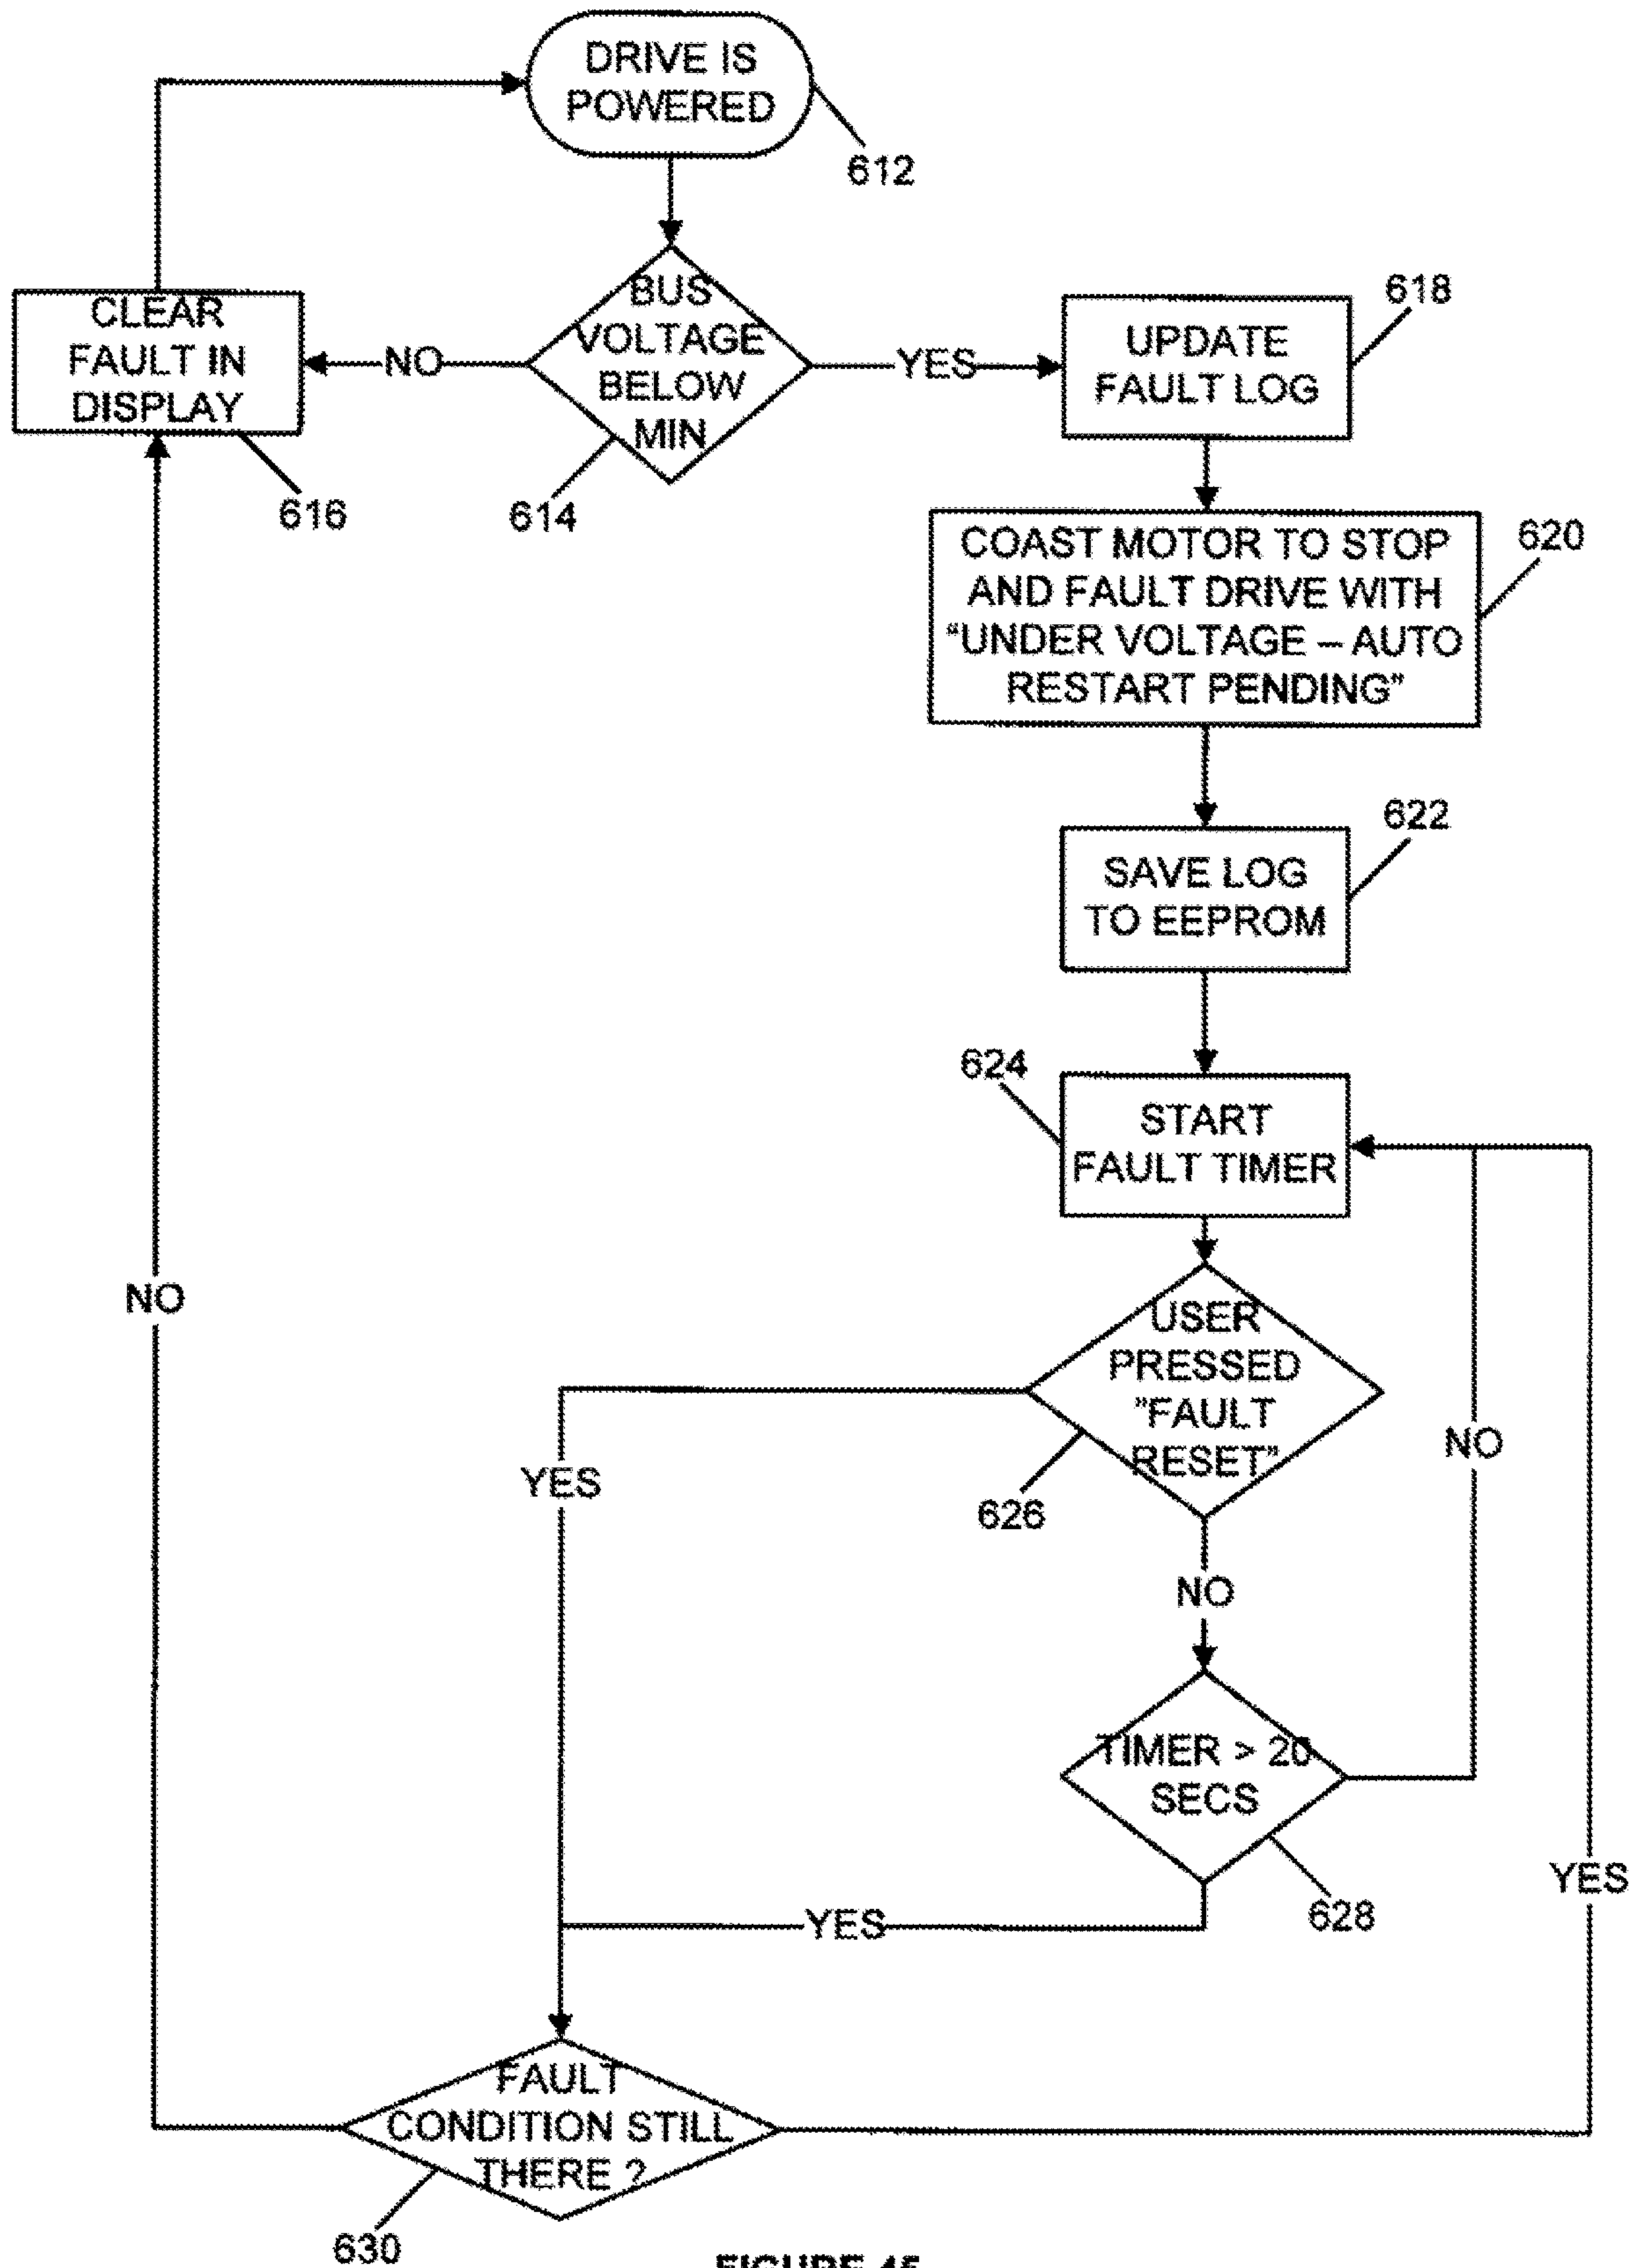 DRIVE IS
POWERED
612
BUS
VOLTAGE
BELOW
MIN
614
NO
YES
CLEAR
FAULT IN
DISPLAY
616
UPDATE
FAULT LOG
618
COAST MOTOR TO STOP
AND FAULT DRIVE WITH
“UNDER VOLTAGE – AUTO
RESTART PENDING”
620
SAVE LOG
TO EEPROM
622
624
START
FAULT TIMER
USER
PRESSED
”FAULT
RESET”
626
YES
NO
TIMER > 20
SECS
628
NO
YES
FAULT
CONDITION STILL
THERE ?
630
NO
YES
FIGURE 45